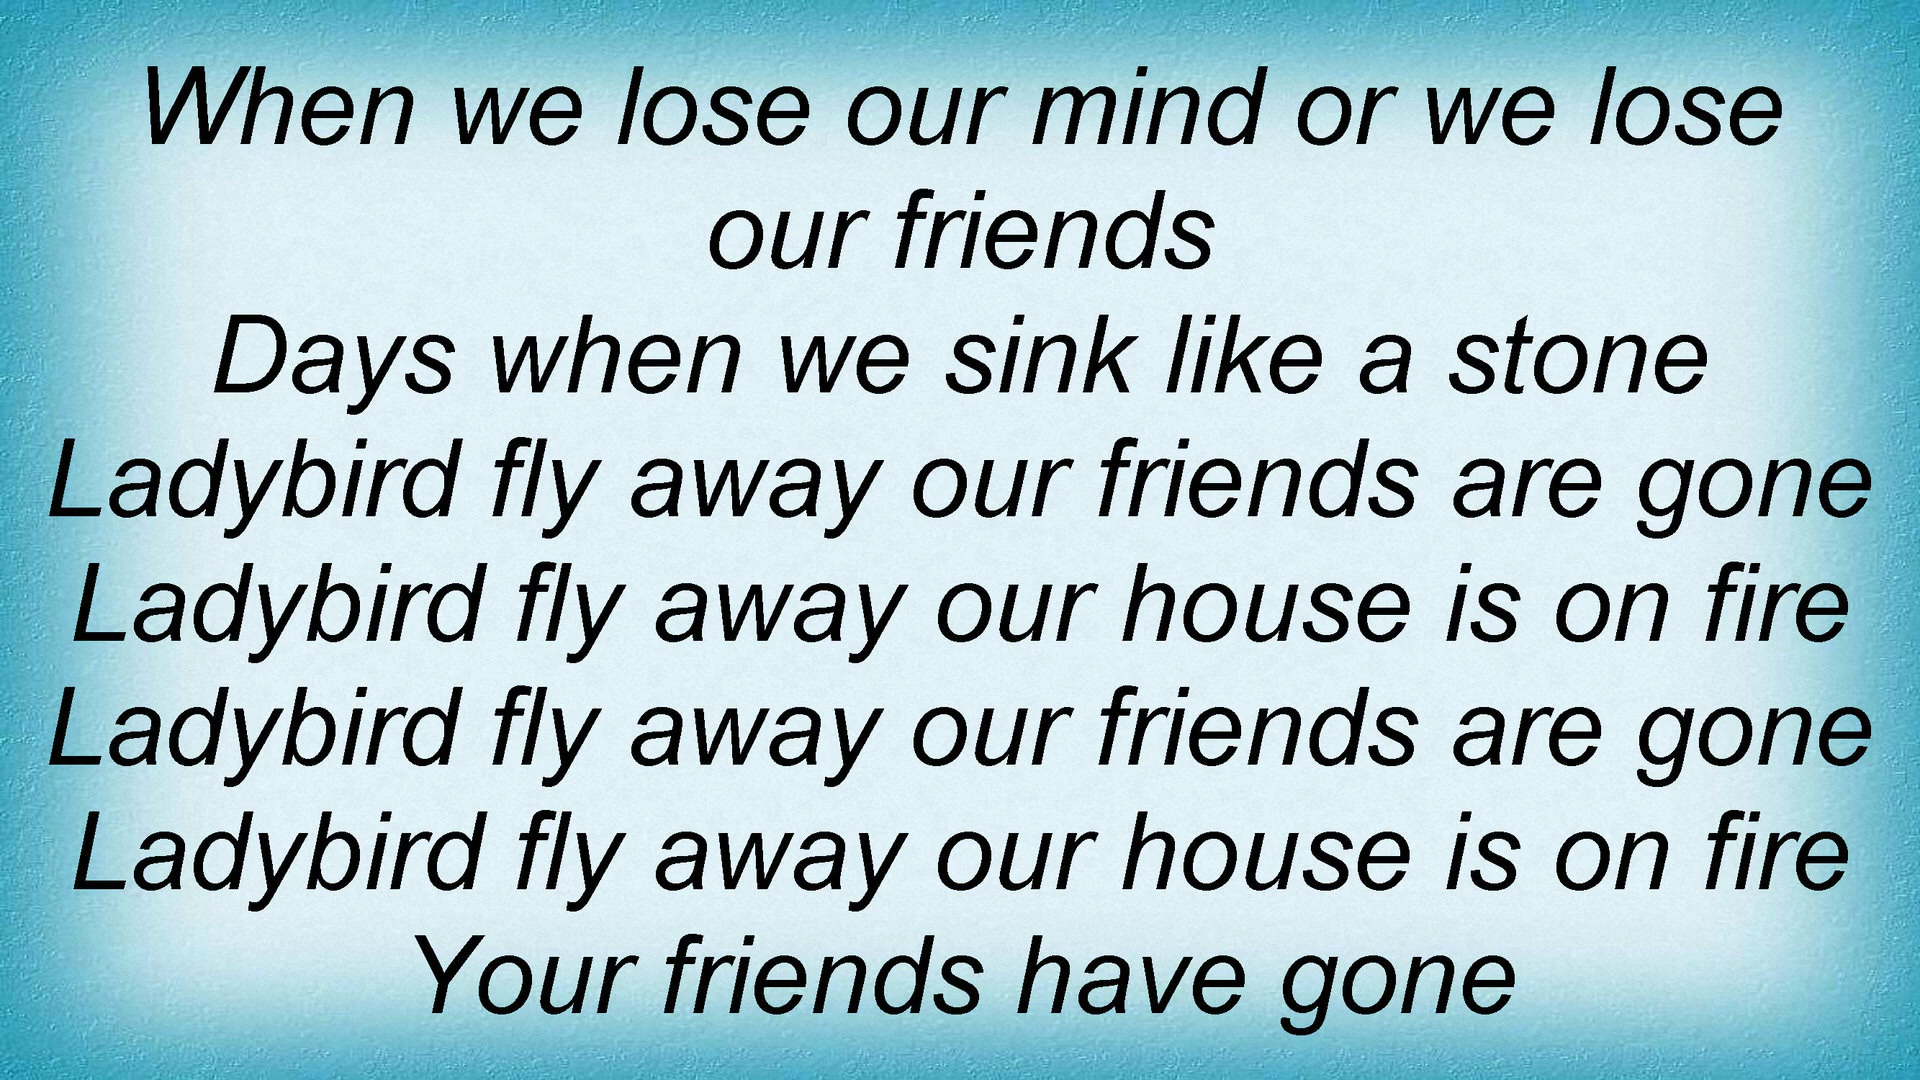 When we lose our mind or we lose
our friends
Days when we sink like a stone
Ladybird fly away our friends are gone
Ladybird fly away our house is on fire
Ladybird fly away our friends are gone
Ladybird fly away our house is on fire
Your friends have gone